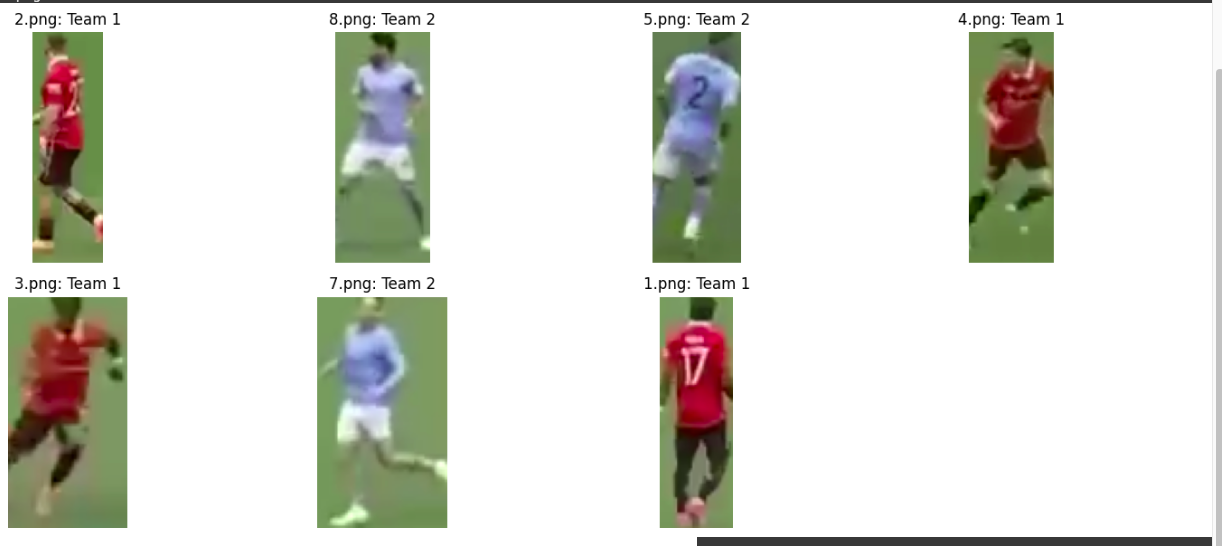 2.png: Team 1
8.png: Team 2
5.png: Team 2
4.png: Team 1
2
3.png: Team 1
7.png: Team 2
1.png: Team 1
17